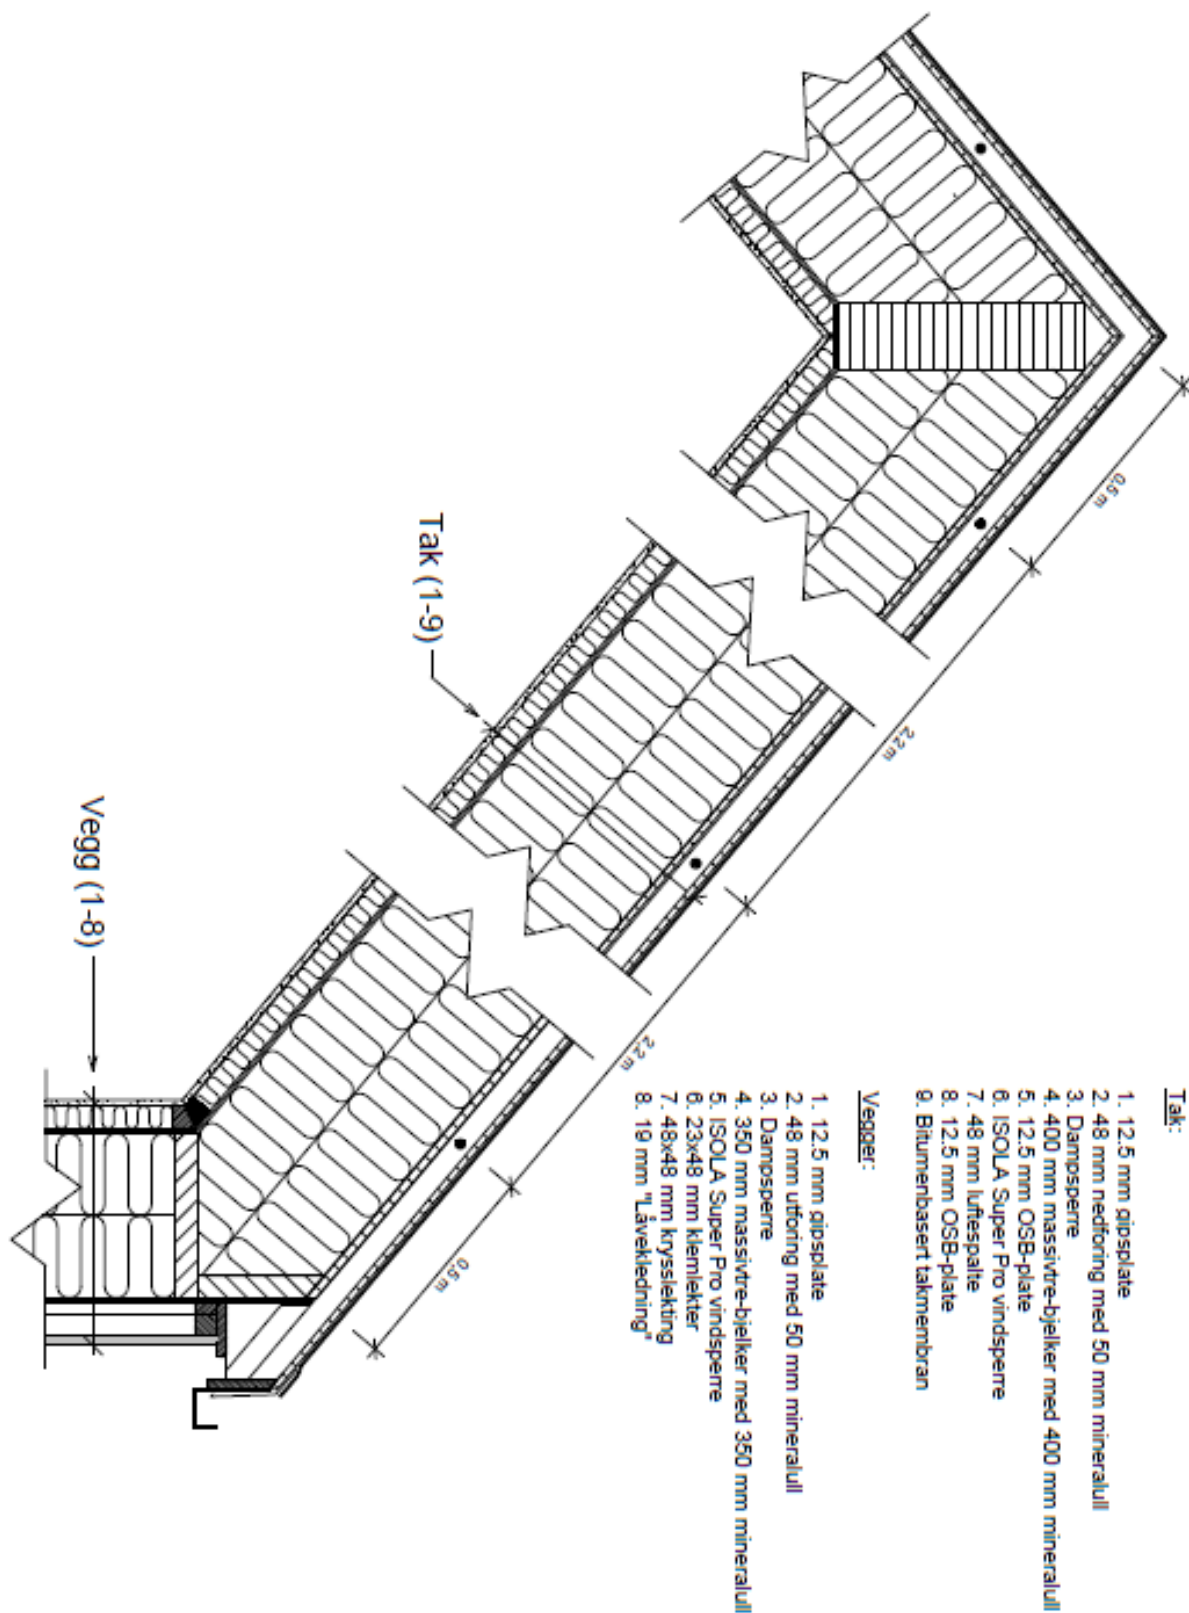 Tak:
1. 12.5 mm gipsplate
2. 48 mm nedforing med 50 mm mineralull
3. Dampsperre
4. 400 mm massivtre-bjelker med 400 mm mineralull
5. 12.5 mm OSB-plate
6. ISOLA Super Pro vindsperre
7. 48 mm luftespalte
8. 12.5 mm OSB-plate
9. Bitumenbasert takmembran
Vegger:
1. 12.5 mm gipsplate
2. 48 mm utforing med 50 mm mineralull
3. Dampsperre
4. 350 mm massivtre-bjelker med 350 mm mineralull
5. ISOLA Super Pro vindsperre
6. 23x48 mm klemlekter
7. 48x48 mm krysslekting
8. 19 mm "Låvekledning"
0,5 m
2,2 m
2,2 m
0,5 m
Tak (1-9)
Vegg (1-8)